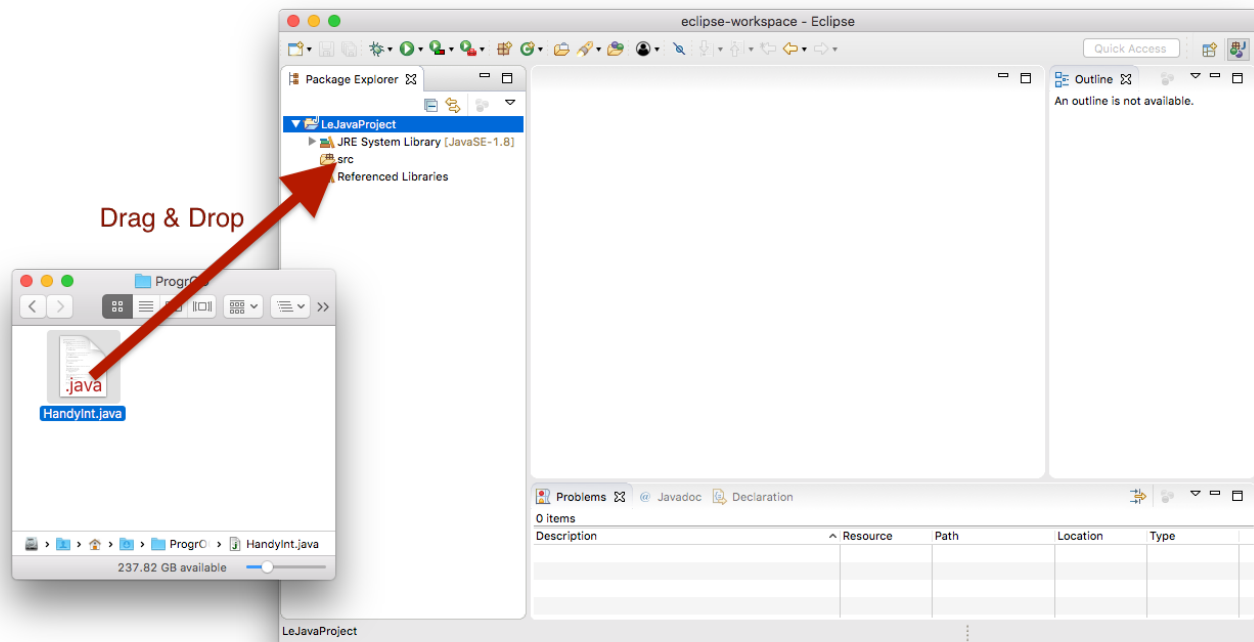 eclipse-workspace - Eclipse
Quick Access
Package Explorer
Outline
An outline is not available.
LeJavaProject
JRE System Library [JavaSE-1.8]
src
Referenced Libraries
Drag & Drop
.java
HandyInt.java
HandyInt.java
237.82 GB available
Problems
@ Javadoc
Declaration
0 items
Description
Resource
Path
Location
Type
LeJavaProject